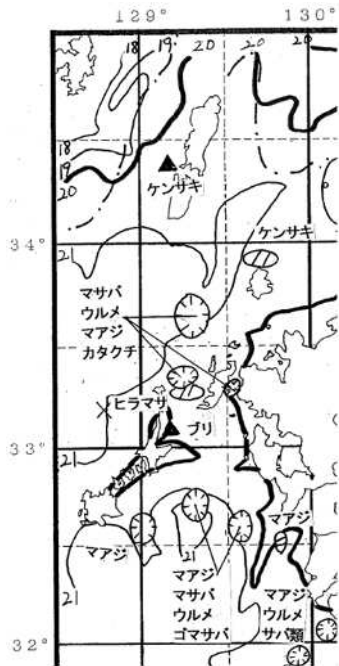 129° 130°
18 19 20 20 20
18
19
20
ケンサキ
ケンサキ
34°
21
マサバ
ウルメ
マアジ
カタクチ
ヒラマサ
ブリ
33°
21
マアジ
21
マアジ
マサバ
ウルメ
ゴマサバ
マアジ
マアジ
ウルメ
サバ類
21
32°